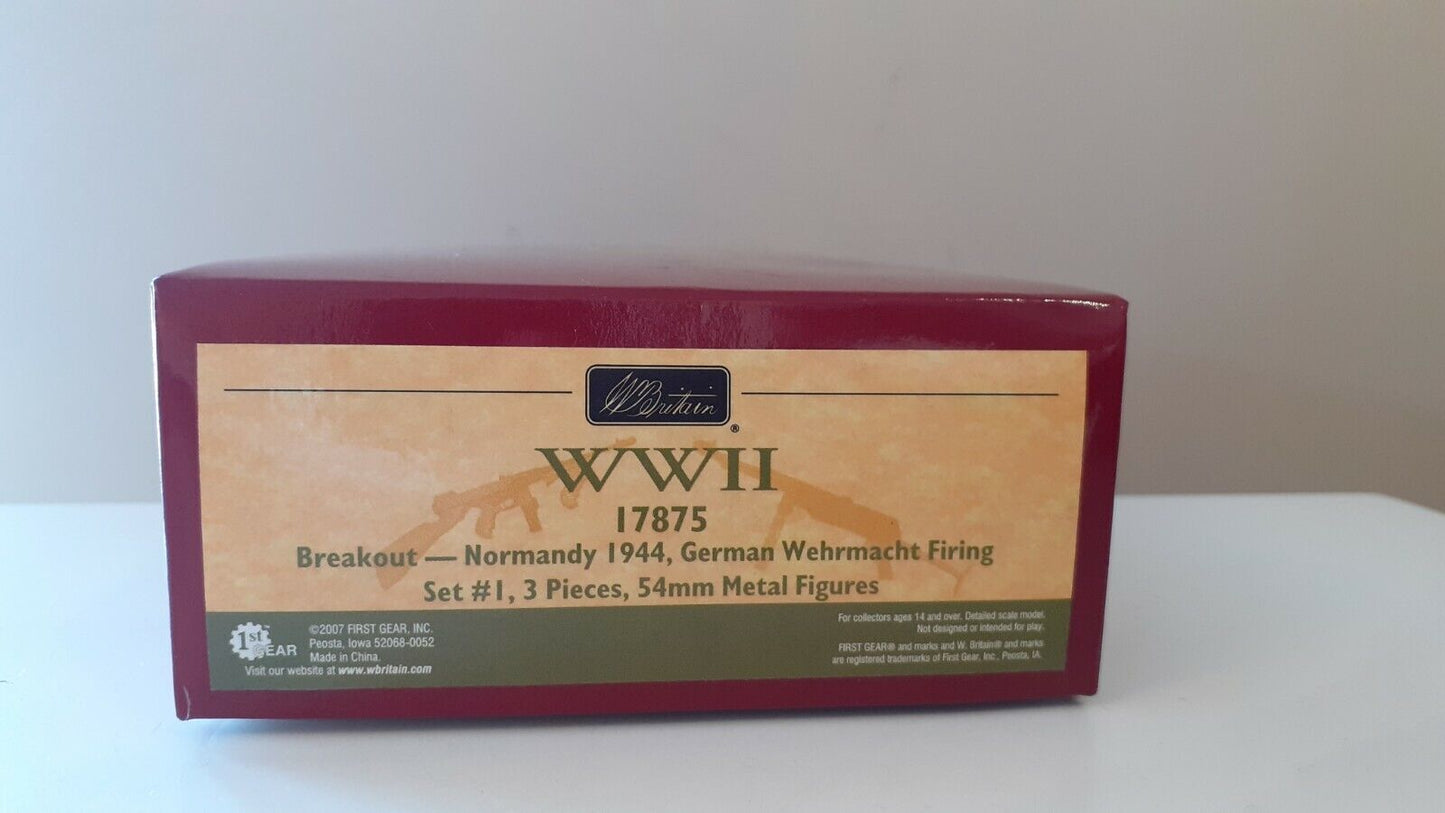 WBritain
®
WWII
17875
Breakout — Normandy 1944, German Wehrmacht Firing
Set #1, 3 Pieces, 54mm Metal Figures
1st GEAR ™
©2007 FIRST GEAR, INC.
Peosta, Iowa 52068-0052
Made in China.
Visit our website at www.wbritain.com
For collectors ages 14 and over. Detailed scale model.
Not designed or intended for play.
FIRST GEAR® and marks and W. Britain® and marks
are registered trademarks of First Gear, Inc., Peosta, IA.